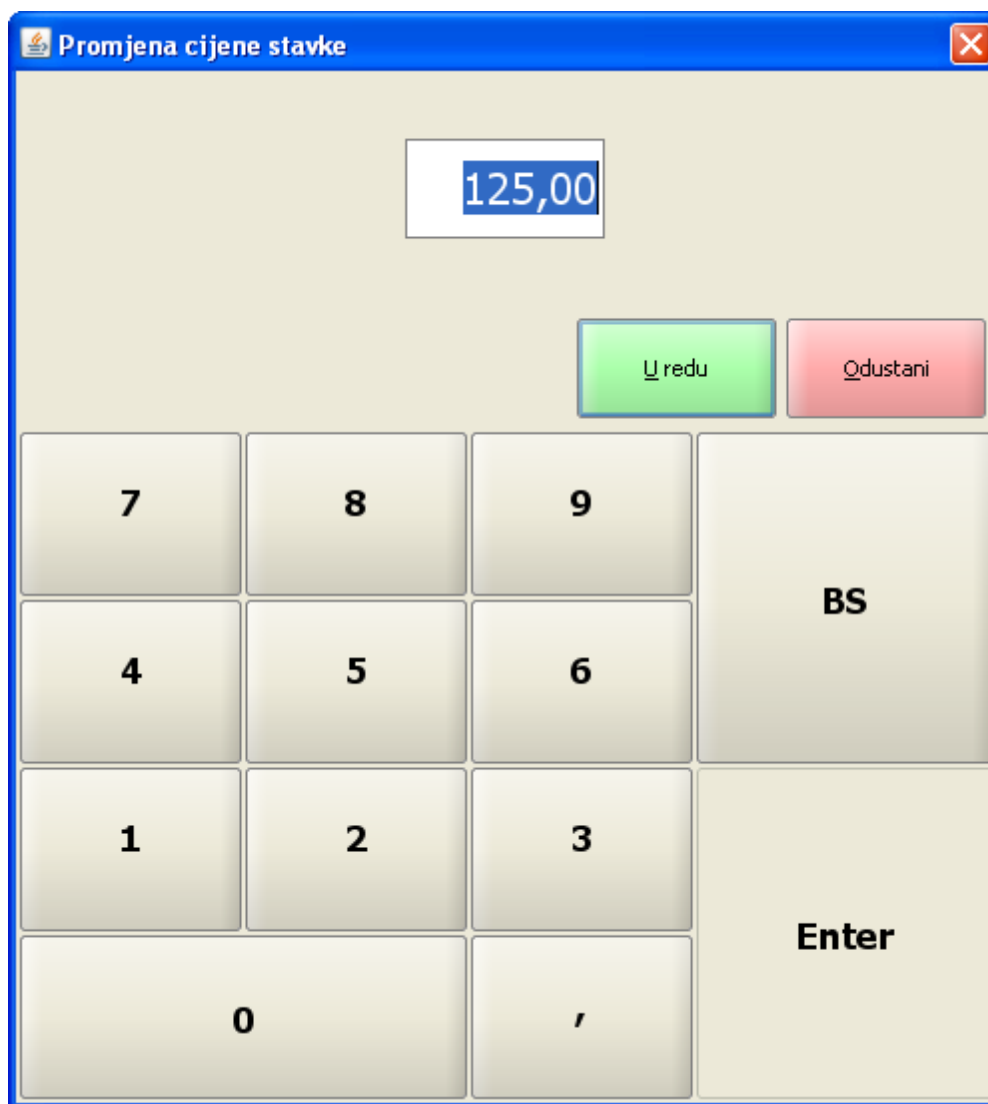 Promjena cijene stavke
125,00
U redu Odustani
7 8 9
BS
4 5 6
1 2 3
Enter
0 ,